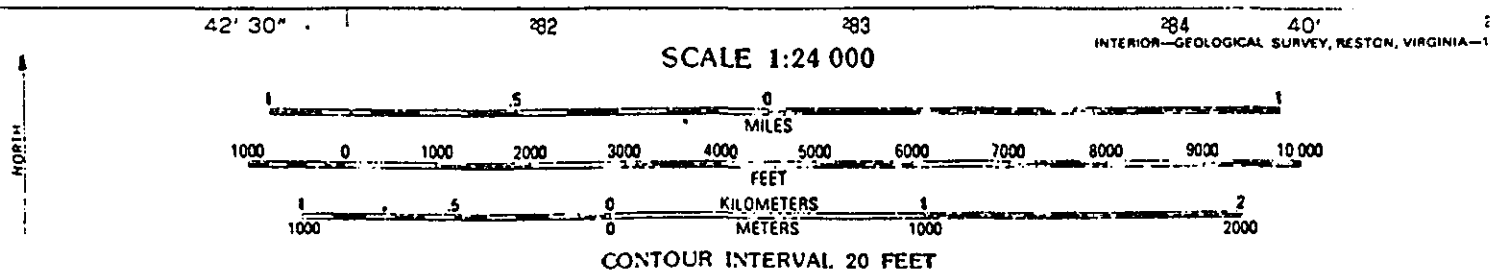 42' 30" 282 283 284 40' 2
INTERIOR—GEOLOGICAL SURVEY, RESTON, VIRGINIA—1
SCALE 1:24 000
1 .5 0 1
MILES
1000 0 1000 2000 3000 4000 5000 6000 7000 8000 9000 10 000
FEET
1 .5 0 KILOMETERS 1 2
1000 0 METERS 1000 2000
CONTOUR INTERVAL 20 FEET
NORTH